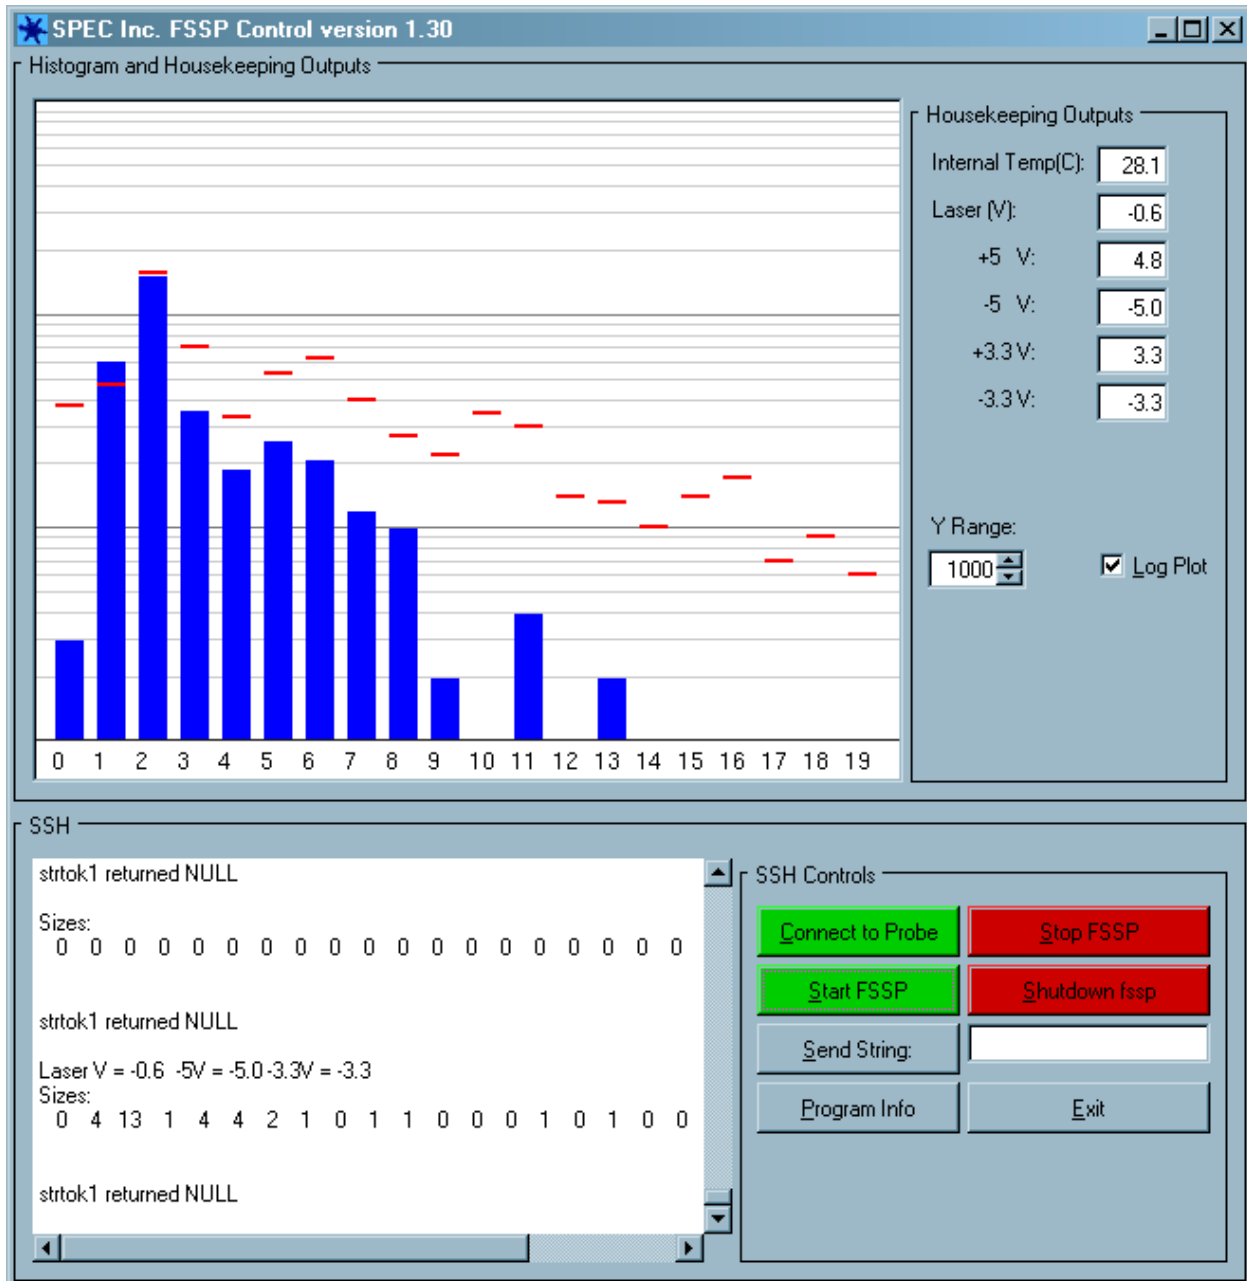 SPEC Inc. FSSP Control version 1.30
Histogram and Housekeeping Outputs
0 1 2 3 4 5 6 7 8 9 10 11 12 13 14 15 16 17 18 19
Housekeeping Outputs
Internal Temp(C): 28.1
Laser (V): -0.6
+5 V: 4.8
-5 V: -5.0
+3.3 V: 3.3
-3.3 V: -3.3
Y Range:
1000 Log Plot
SSH
strtok1 returned NULL
Sizes:
0 0 0 0 0 0 0 0 0 0 0 0 0 0 0 0 0 0 0
strtok1 returned NULL
Laser V = -0.6 -5V = -5.0 -3.3V = -3.3
Sizes:
0 4 13 1 4 4 2 1 0 1 1 0 0 0 1 0 1 0 0
strtok1 returned NULL
SSH Controls
Connect to Probe Stop FSSP
Start FSSP Shutdown fssp
Send String:
Program Info Exit